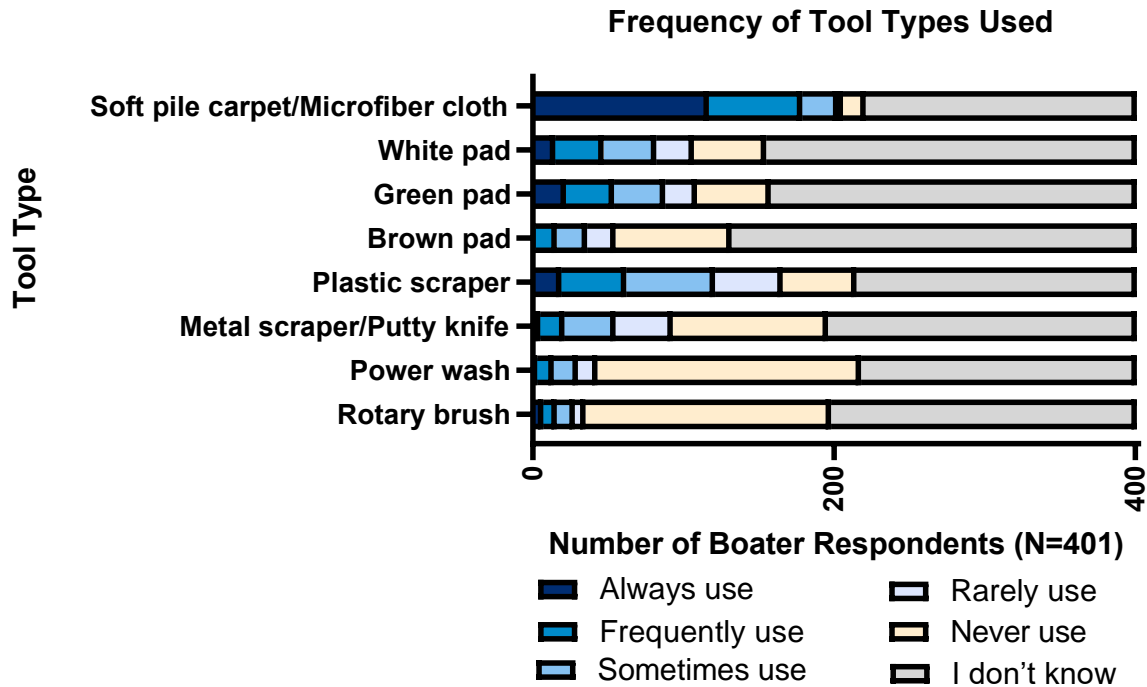 Frequency of Tool Types Used
Tool Type
Soft pile carpet/Microfiber cloth
White pad
Green pad
Brown pad
Plastic scraper
Metal scraper/Putty knife
Power wash
Rotary brush
0
200
400
Number of Boater Respondents (N=401)
Always use
Rarely use
Frequently use
Never use
Sometimes use
I don't know